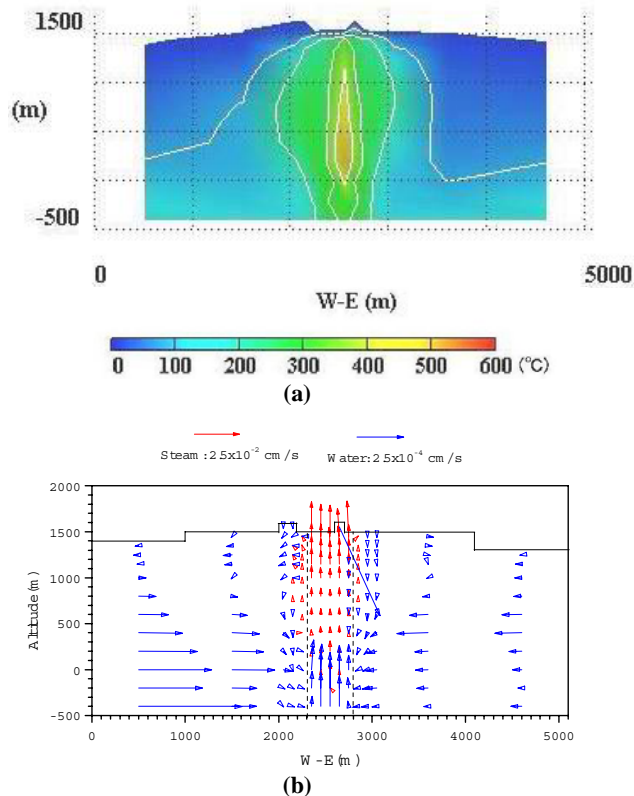 1500
(m)
-500
0 5000
W-E (m)
0 100 200 300 400 500 600 (℃)
(a)
Steam: 2.5x10⁻² cm/s Water: 2.5x10⁻⁴ cm/s
2000
1500
1000
500
0
-500
Altitude(m)
0 1000 2000 3000 4000 5000
W-E(m)
(b)